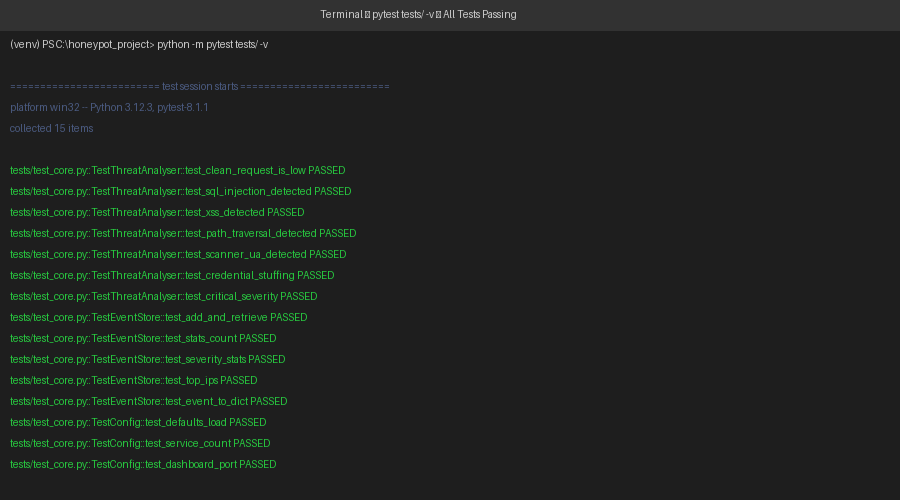 Terminal □ pytest tests/ -v □ All Tests Passing
(venv) PS C:\honeypot_project> python -m pytest tests/ -v
========================= test session starts =========================
platform win32 -- Python 3.12.3, pytest-8.1.1
collected 15 items
tests/test_core.py::TestThreatAnalyser::test_clean_request_is_low PASSED
tests/test_core.py::TestThreatAnalyser::test_sql_injection_detected PASSED
tests/test_core.py::TestThreatAnalyser::test_xss_detected PASSED
tests/test_core.py::TestThreatAnalyser::test_path_traversal_detected PASSED
tests/test_core.py::TestThreatAnalyser::test_scanner_ua_detected PASSED
tests/test_core.py::TestThreatAnalyser::test_credential_stuffing PASSED
tests/test_core.py::TestThreatAnalyser::test_critical_severity PASSED
tests/test_core.py::TestEventStore::test_add_and_retrieve PASSED
tests/test_core.py::TestEventStore::test_stats_count PASSED
tests/test_core.py::TestEventStore::test_severity_stats PASSED
tests/test_core.py::TestEventStore::test_top_ips PASSED
tests/test_core.py::TestEventStore::test_event_to_dict PASSED
tests/test_core.py::TestConfig::test_defaults_load PASSED
tests/test_core.py::TestConfig::test_service_count PASSED
tests/test_core.py::TestConfig::test_dashboard_port PASSED